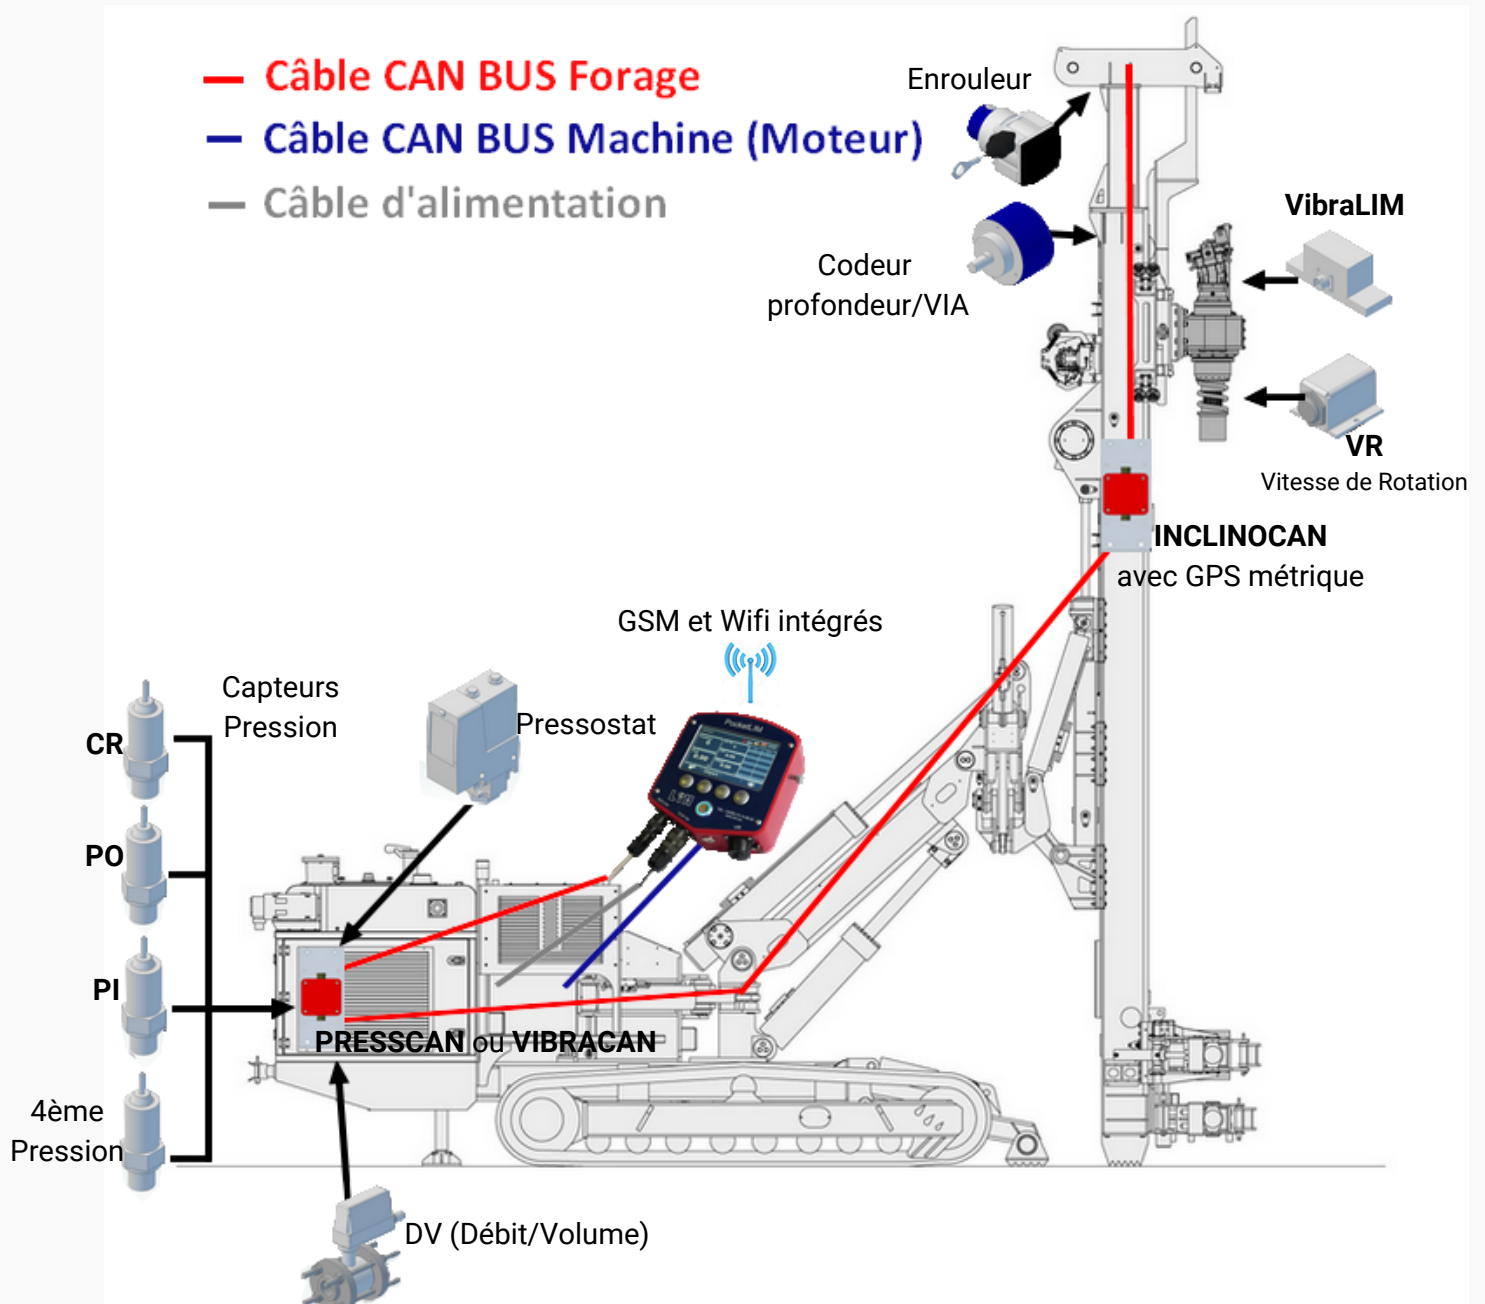 Câble CAN BUS Forage
Câble CAN BUS Machine (Moteur)
Câble d'alimentation
Enrouleur
VibraLIM
Codeur
profondeur/VIA
VR
Vitesse de Rotation
INCLINOCAN
avec GPS métrique
GSM et Wifi intégrés
Capteurs
Pression
Pressostat
PocketLIM
LIM
CR
PO
PI
4ème
Pression
PRESSCAN ou VIBRACAN
DV (Débit/Volume)